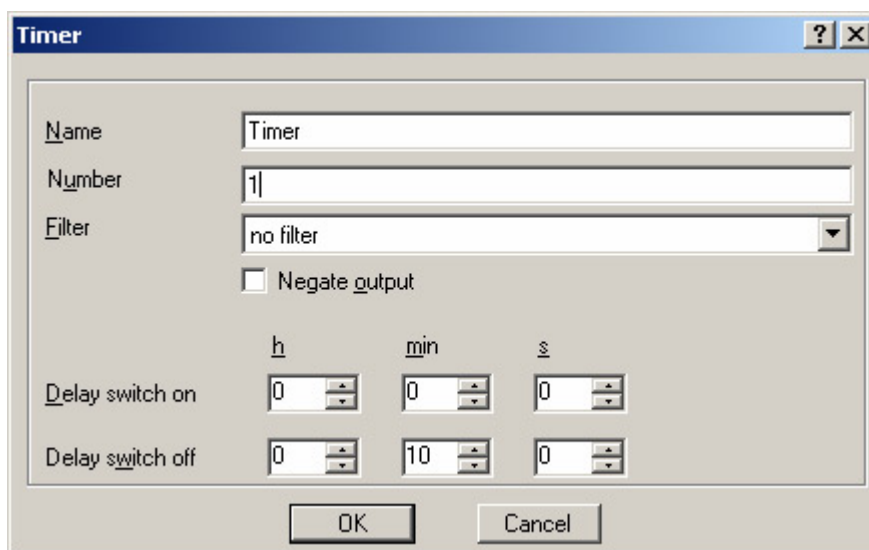 Timer
Name Timer
Number 1
Filter no filter
Negate output
h min s
Delay switch on 0 0 0
Delay switch off 0 10 0
OK Cancel